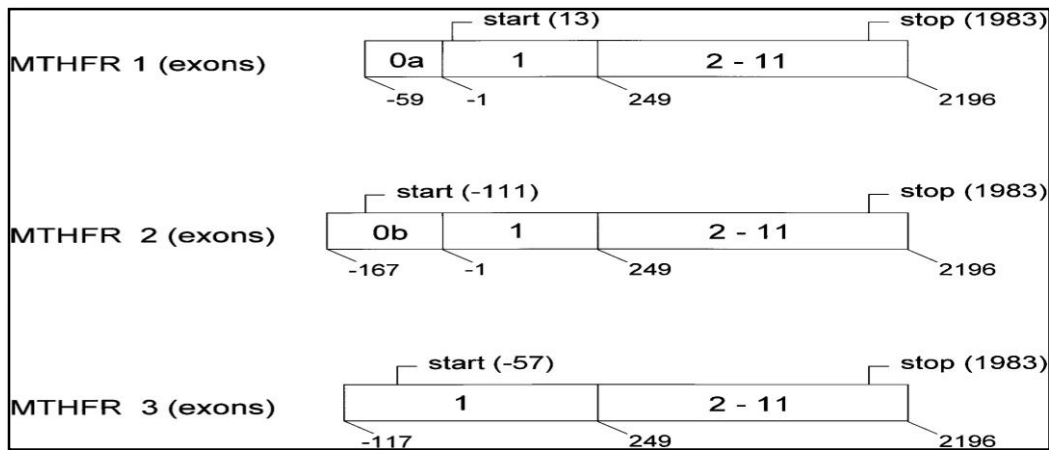 start (13) stop (1983)
MTHFR 1 (exons) 0a 1 2 - 11
-59 -1 249 2196
start (-111) stop (1983)
MTHFR 2 (exons) 0b 1 2 - 11
-167 -1 249 2196
start (-57) stop (1983)
MTHFR 3 (exons) 1 2 - 11
-117 249 2196